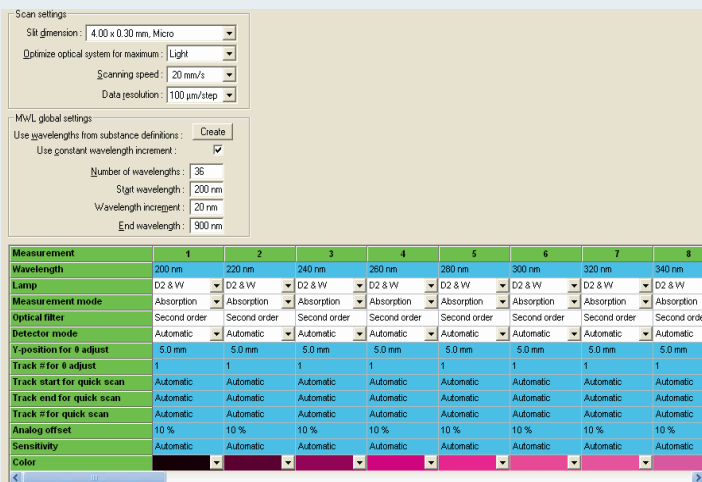 Scan settings
Slit dimension : 4.00 x 0.30 mm, Micro
Optimize optical system for maximum : Light
Scanning speed : 20 mm/s
Data resolution : 100 µm/step
MWL global settings
Use wavelengths from substance definitions : Create
Use constant wavelength increment :
Number of wavelengths : 36
Start wavelength : 200 nm
Wavelength increment : 20 nm
End wavelength : 900 nm
Measurement 1 2 3 4 5 6 7 8
Wavelength 200 nm 220 nm 240 nm 260 nm 280 nm 300 nm 320 nm 340 nm
Lamp D2 & W D2 & W D2 & W D2 & W D2 & W D2 & W D2 & W D2 & W
Measurement mode Absorption Absorption Absorption Absorption Absorption Absorption Absorption Absorption
Optical filter Second order Second order Second order Second order Second order Second order Second order Second orde
Detector mode Automatic Automatic Automatic Automatic Automatic Automatic Automatic Automatic
Y-position for 0 adjust 5.0 mm 5.0 mm 5.0 mm 5.0 mm 5.0 mm 5.0 mm 5.0 mm 5.0 mm
Track # for 0 adjust 1 1 1 1 1 1 1 1
Track start for quick scan Automatic Automatic Automatic Automatic Automatic Automatic Automatic Automatic
Track end for quick scan Automatic Automatic Automatic Automatic Automatic Automatic Automatic Automatic
Track # for quick scan Automatic Automatic Automatic Automatic Automatic Automatic Automatic Automatic
Analog offset 10 % 10 % 10 % 10 % 10 % 10 % 10 % 10 %
Sensitivity Automatic Automatic Automatic Automatic Automatic Automatic Automatic Automatic
Color